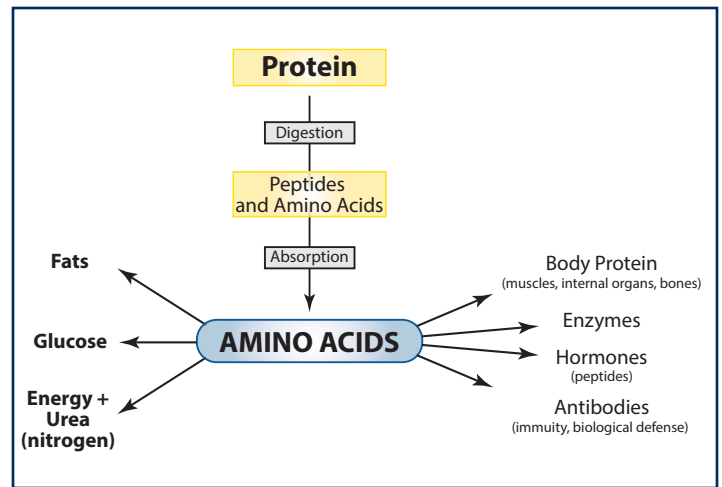 Protein
Digestion
Peptides
and Amino Acids
Absorption
Fats
Glucose
Energy +
Urea
(nitrogen)
AMINO ACIDS
Body Protein
(muscles, internal organs, bones)
Enzymes
Hormones
(peptides)
Antibodies
(immuity, biological defense)